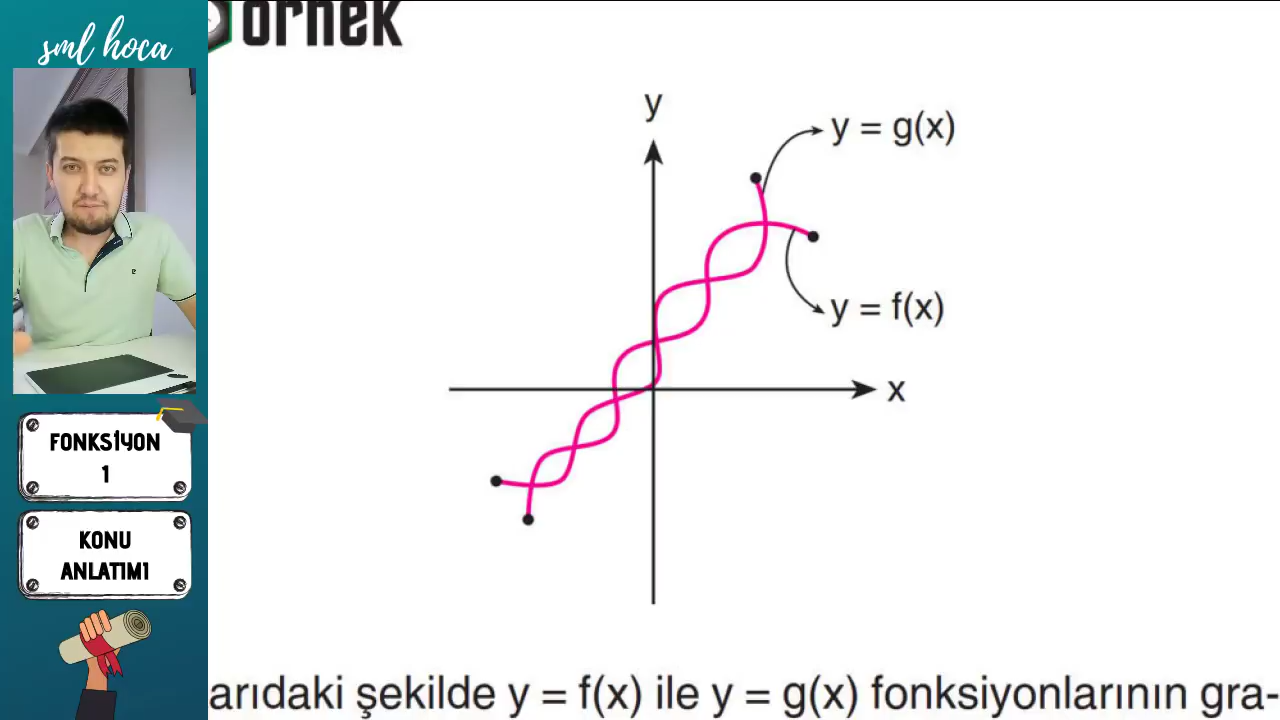 sml hoca
örnek
y
y = g(x)
y = f(x)
x
FONKSİYON
1
KONU
ANLATIMI
arıdaki şekilde y = f(x) ile y = g(x) fonksiyonlarının gra-